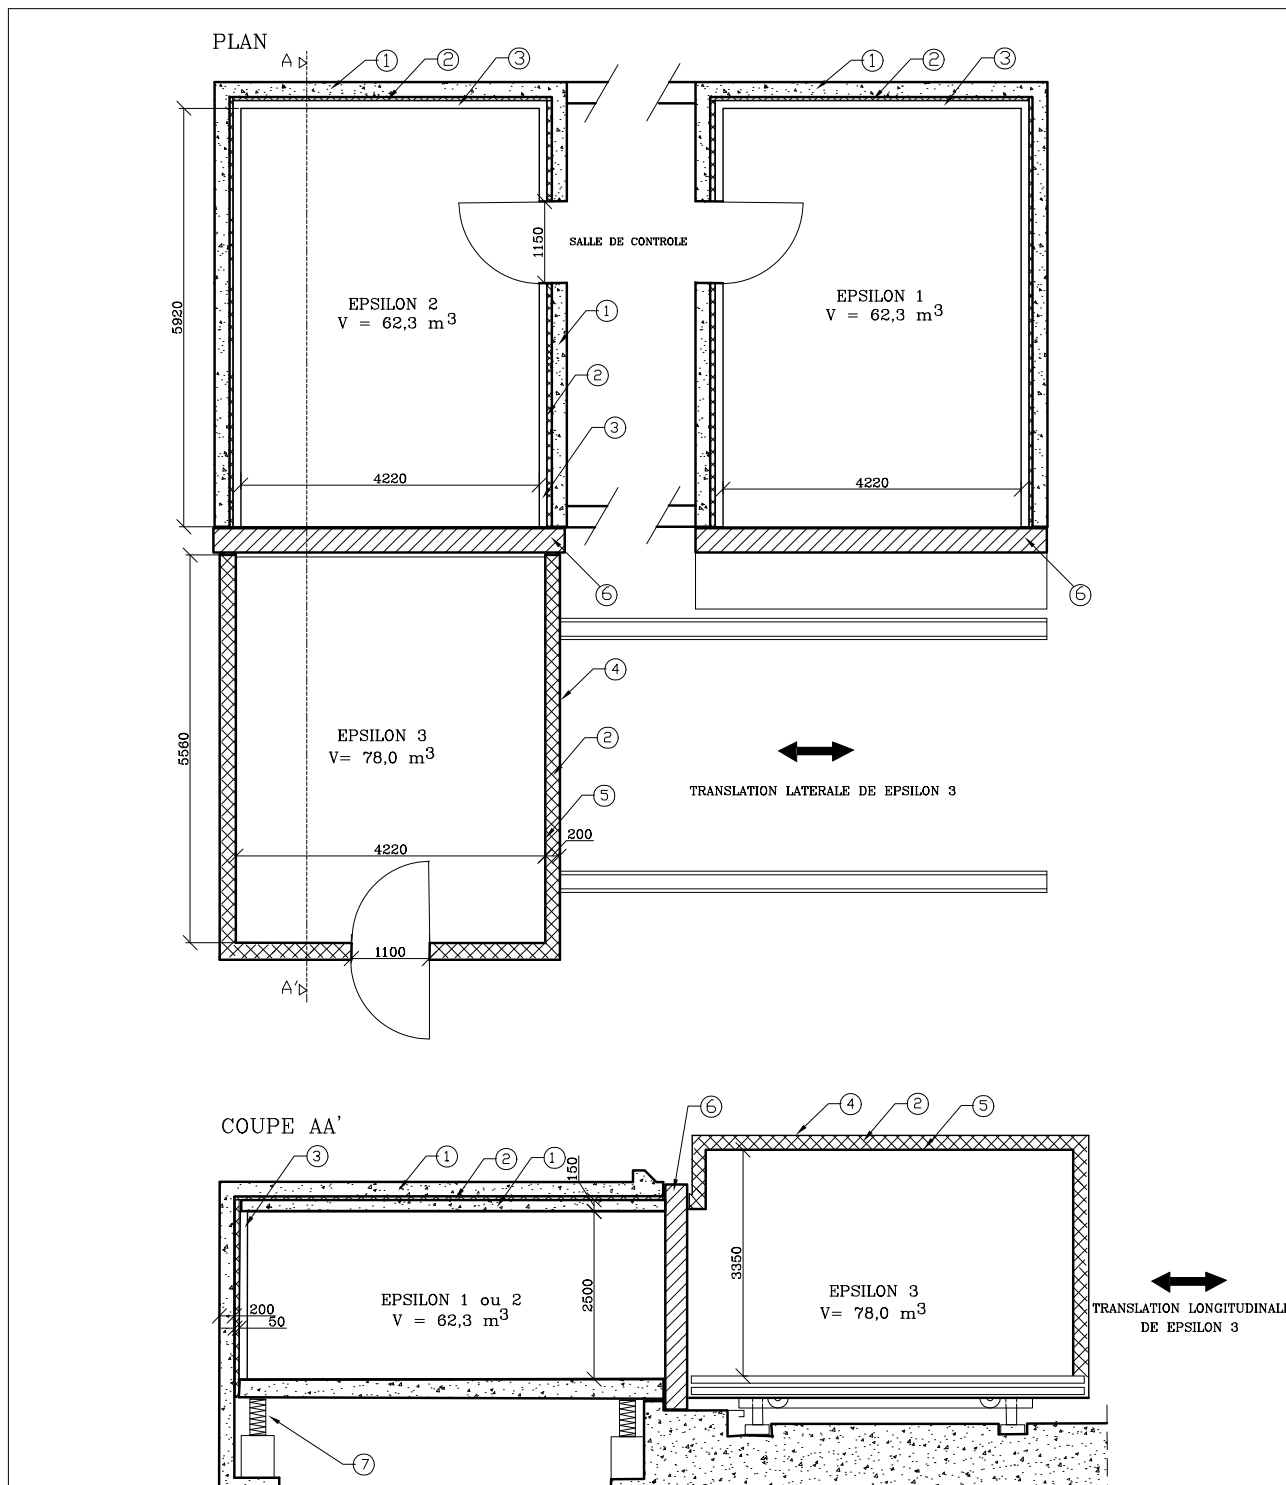 PLAN
A
1
2
3
1
2
3
1150
SALLE DE CONTROLE
5920
EPSILON 2
V = 62,3 m³
EPSILON 1
V = 62,3 m³
1
2
3
4220
4220
6
6
4
5560
EPSILON 3
V= 78,0 m³
2
TRANSLATION LATERALE DE EPSILON 3
5
200
4220
1100
A'
COUPE AA'
6
4
2
5
3
1
2
1
150
3350
2500
200
50
EPSILON 1 ou 2
V = 62,3 m³
EPSILON 3
V= 78,0 m³
TRANSLATION LONGITUDINALE
DE EPSILON 3
7